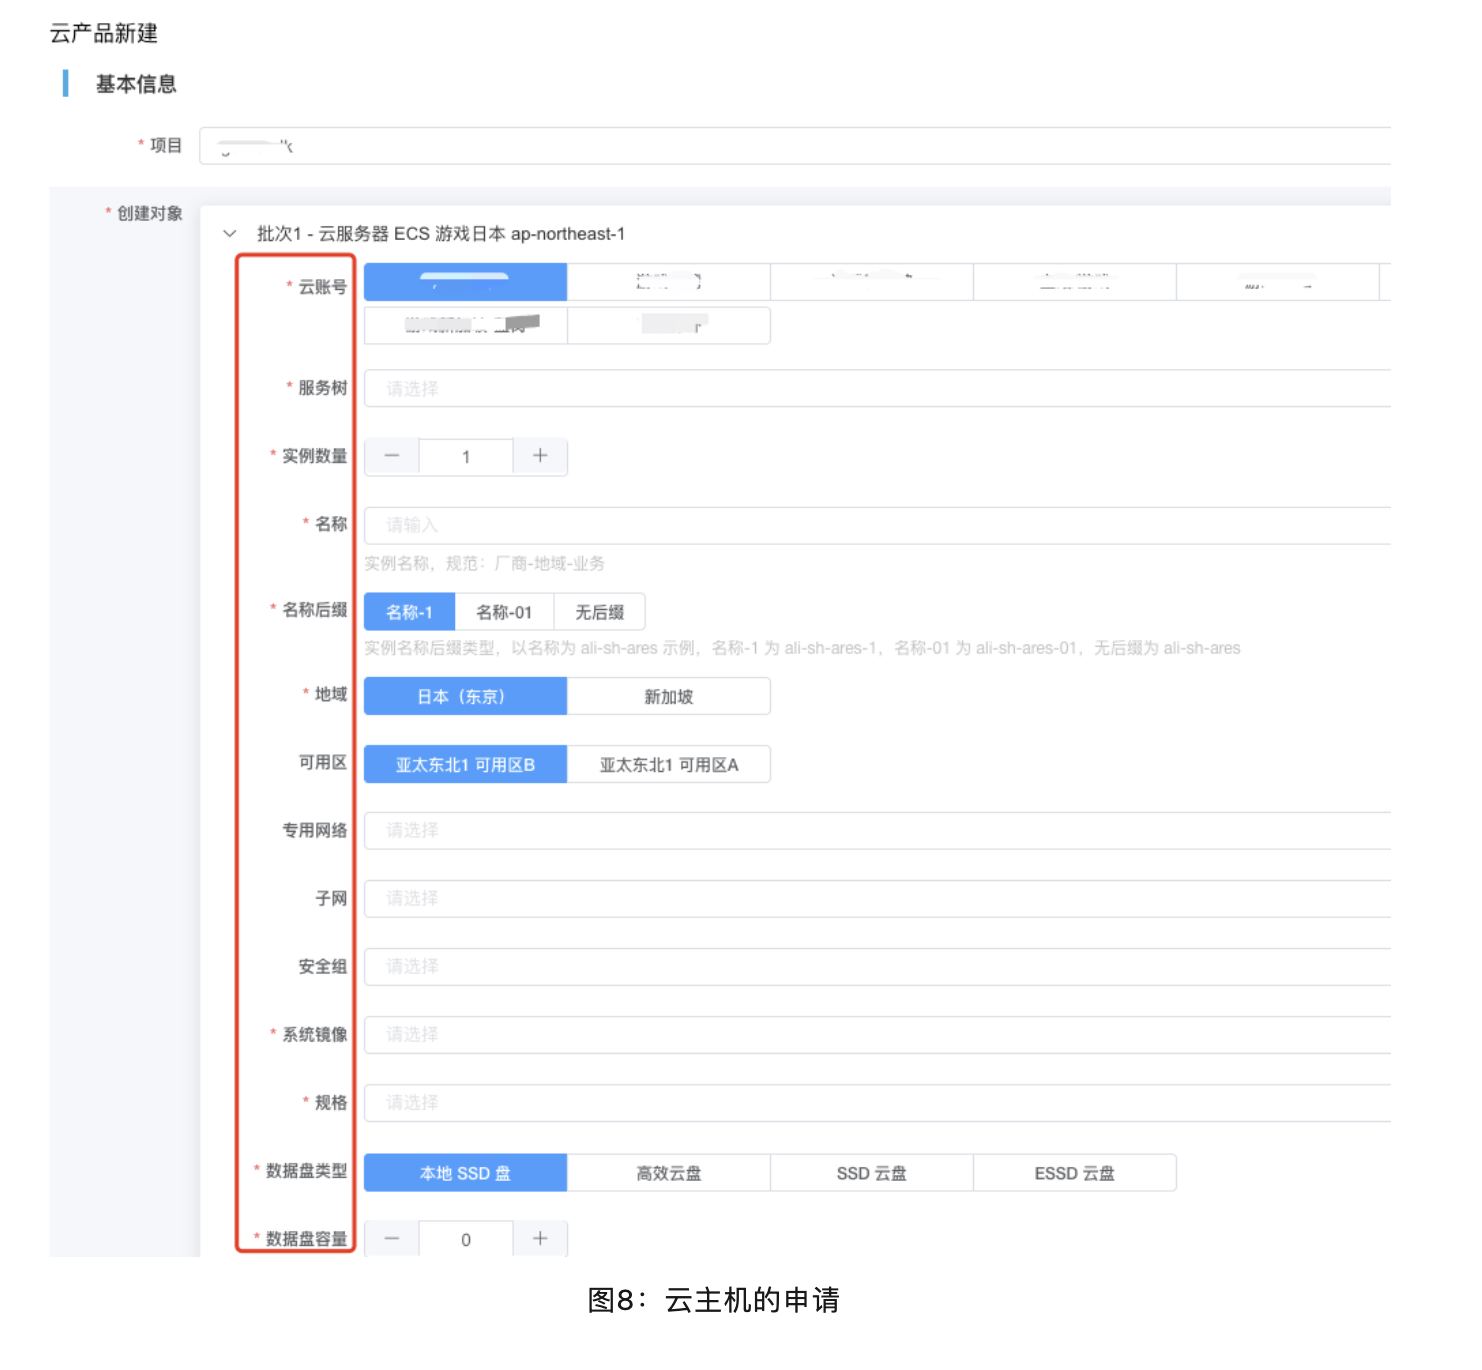 云产品新建
基本信息
* 项目
* 创建对象
批次1 - 云服务器 ECS 游戏日本 ap-northeast-1
* 云账号
* 服务树 请选择
* 实例数量 1
* 名称 请输入
实例名称，规范：厂商-地域-业务
* 名称后缀 名称-1 名称-01 无后缀
实例名称后缀类型，以名称为 ali-sh-ares 示例，名称-1 为 ali-sh-ares-1，名称-01 为 ali-sh-ares-01，无后缀为 ali-sh-ares
* 地域 日本（东京） 新加坡
可用区 亚太东北1 可用区B 亚太东北1 可用区A
专用网络 请选择
子网 请选择
安全组 请选择
* 系统镜像 请选择
* 规格 请选择
* 数据盘类型 本地 SSD 盘 高效云盘 SSD 云盘 ESSD 云盘
* 数据盘容量 0
图8：云主机的申请